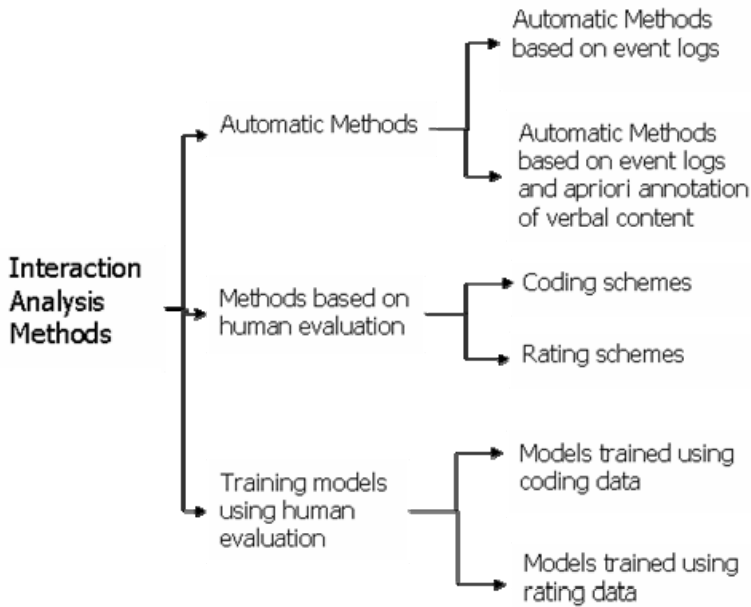 Interaction
Analysis
Methods
Automatic Methods
Automatic Methods
based on event logs
Automatic Methods
based on event logs
and apriori annotation
of verbal content
Methods based on
human evaluation
Coding schemes
Rating schemes
Training models
using human
evaluation
Models trained using
coding data
Models trained using
rating data